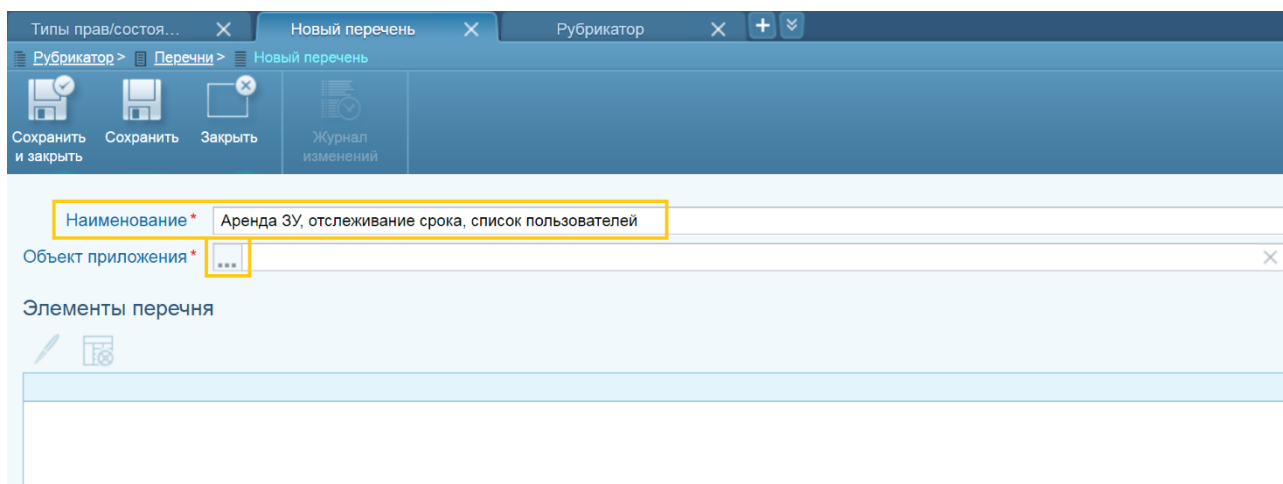 Типы прав/состоя... Новый перечень Рубрикатор
Рубрикатор > Перечни > Новый перечень
Сохранить и закрыть
Сохранить
Закрыть
Журнал изменений
Наименование * Аренда ЗУ, отслеживание срока, список пользователей
Объект приложения * ...
Элементы перечня